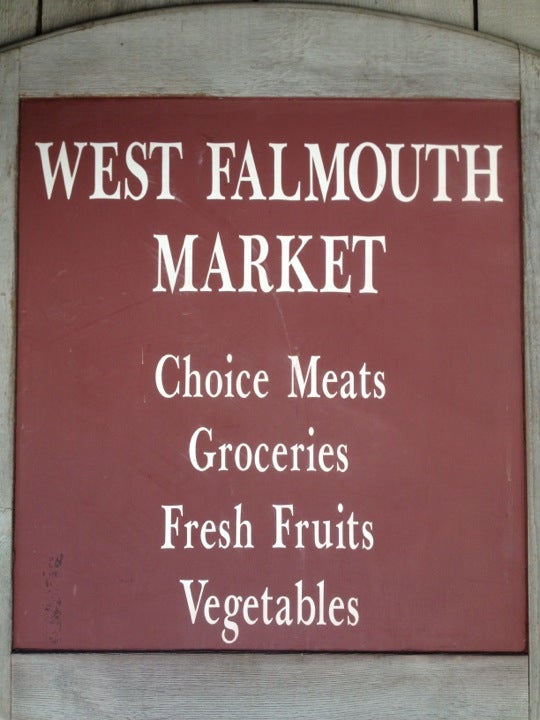 WEST FALMOUTH
MARKET
Choice Meats
Groceries
Fresh Fruits
Vegetables